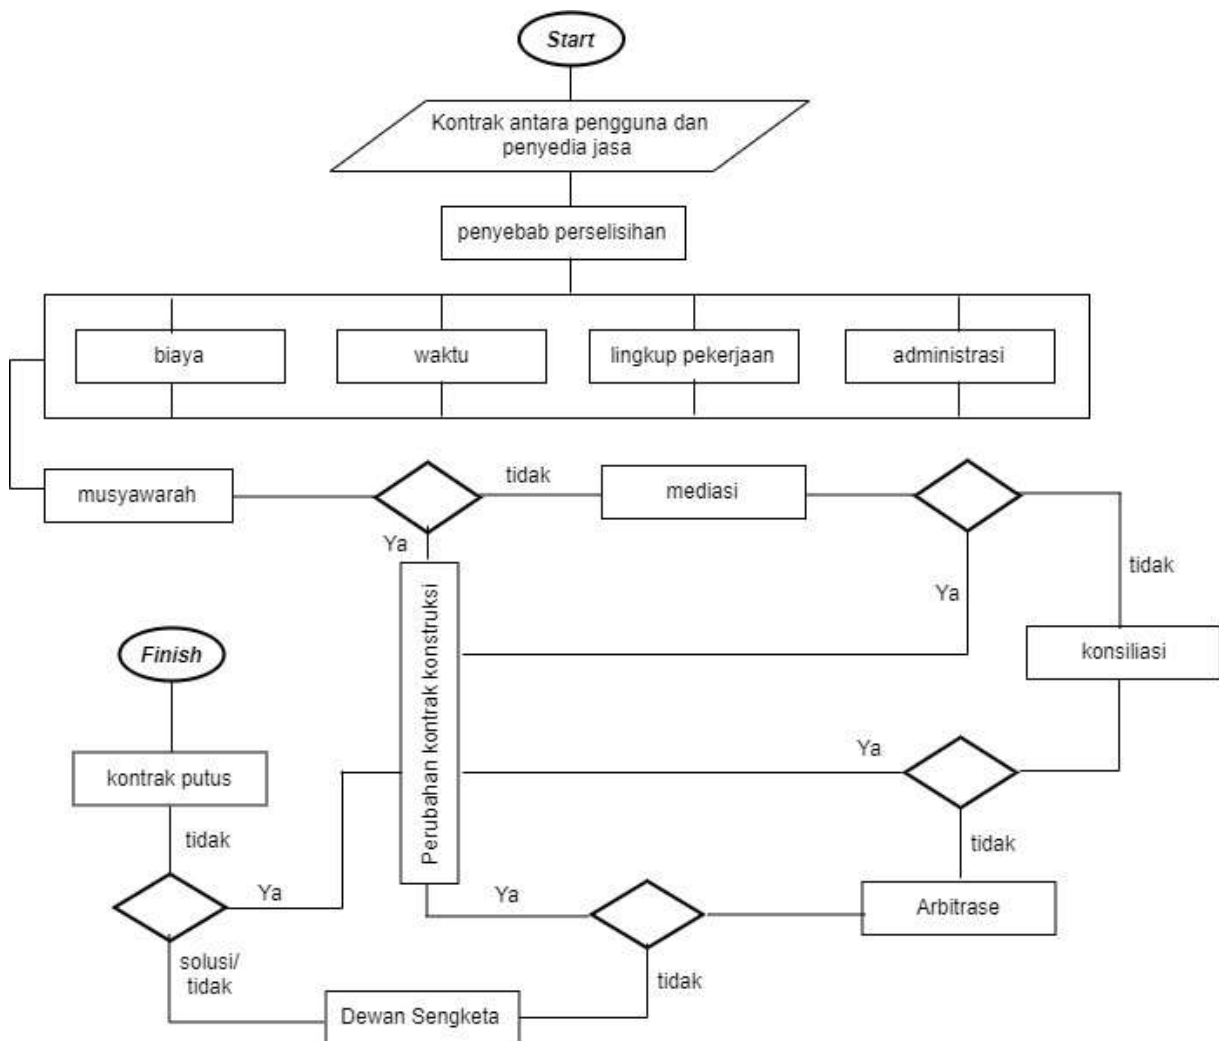 Start
Kontrak antara pengguna dan
penyedia jasa
penyebab perselisihan
biaya
waktu
lingkup pekerjaan
administrasi
musyawarah
tidak
mediasi
Ya
tidak
Ya
Perubahan kontrak konstruksi
Finish
konsiliasi
kontrak putus
Ya
tidak
tidak
Ya
Ya
Arbitrase
solusi/
tidak
tidak
Dewan Sengketa